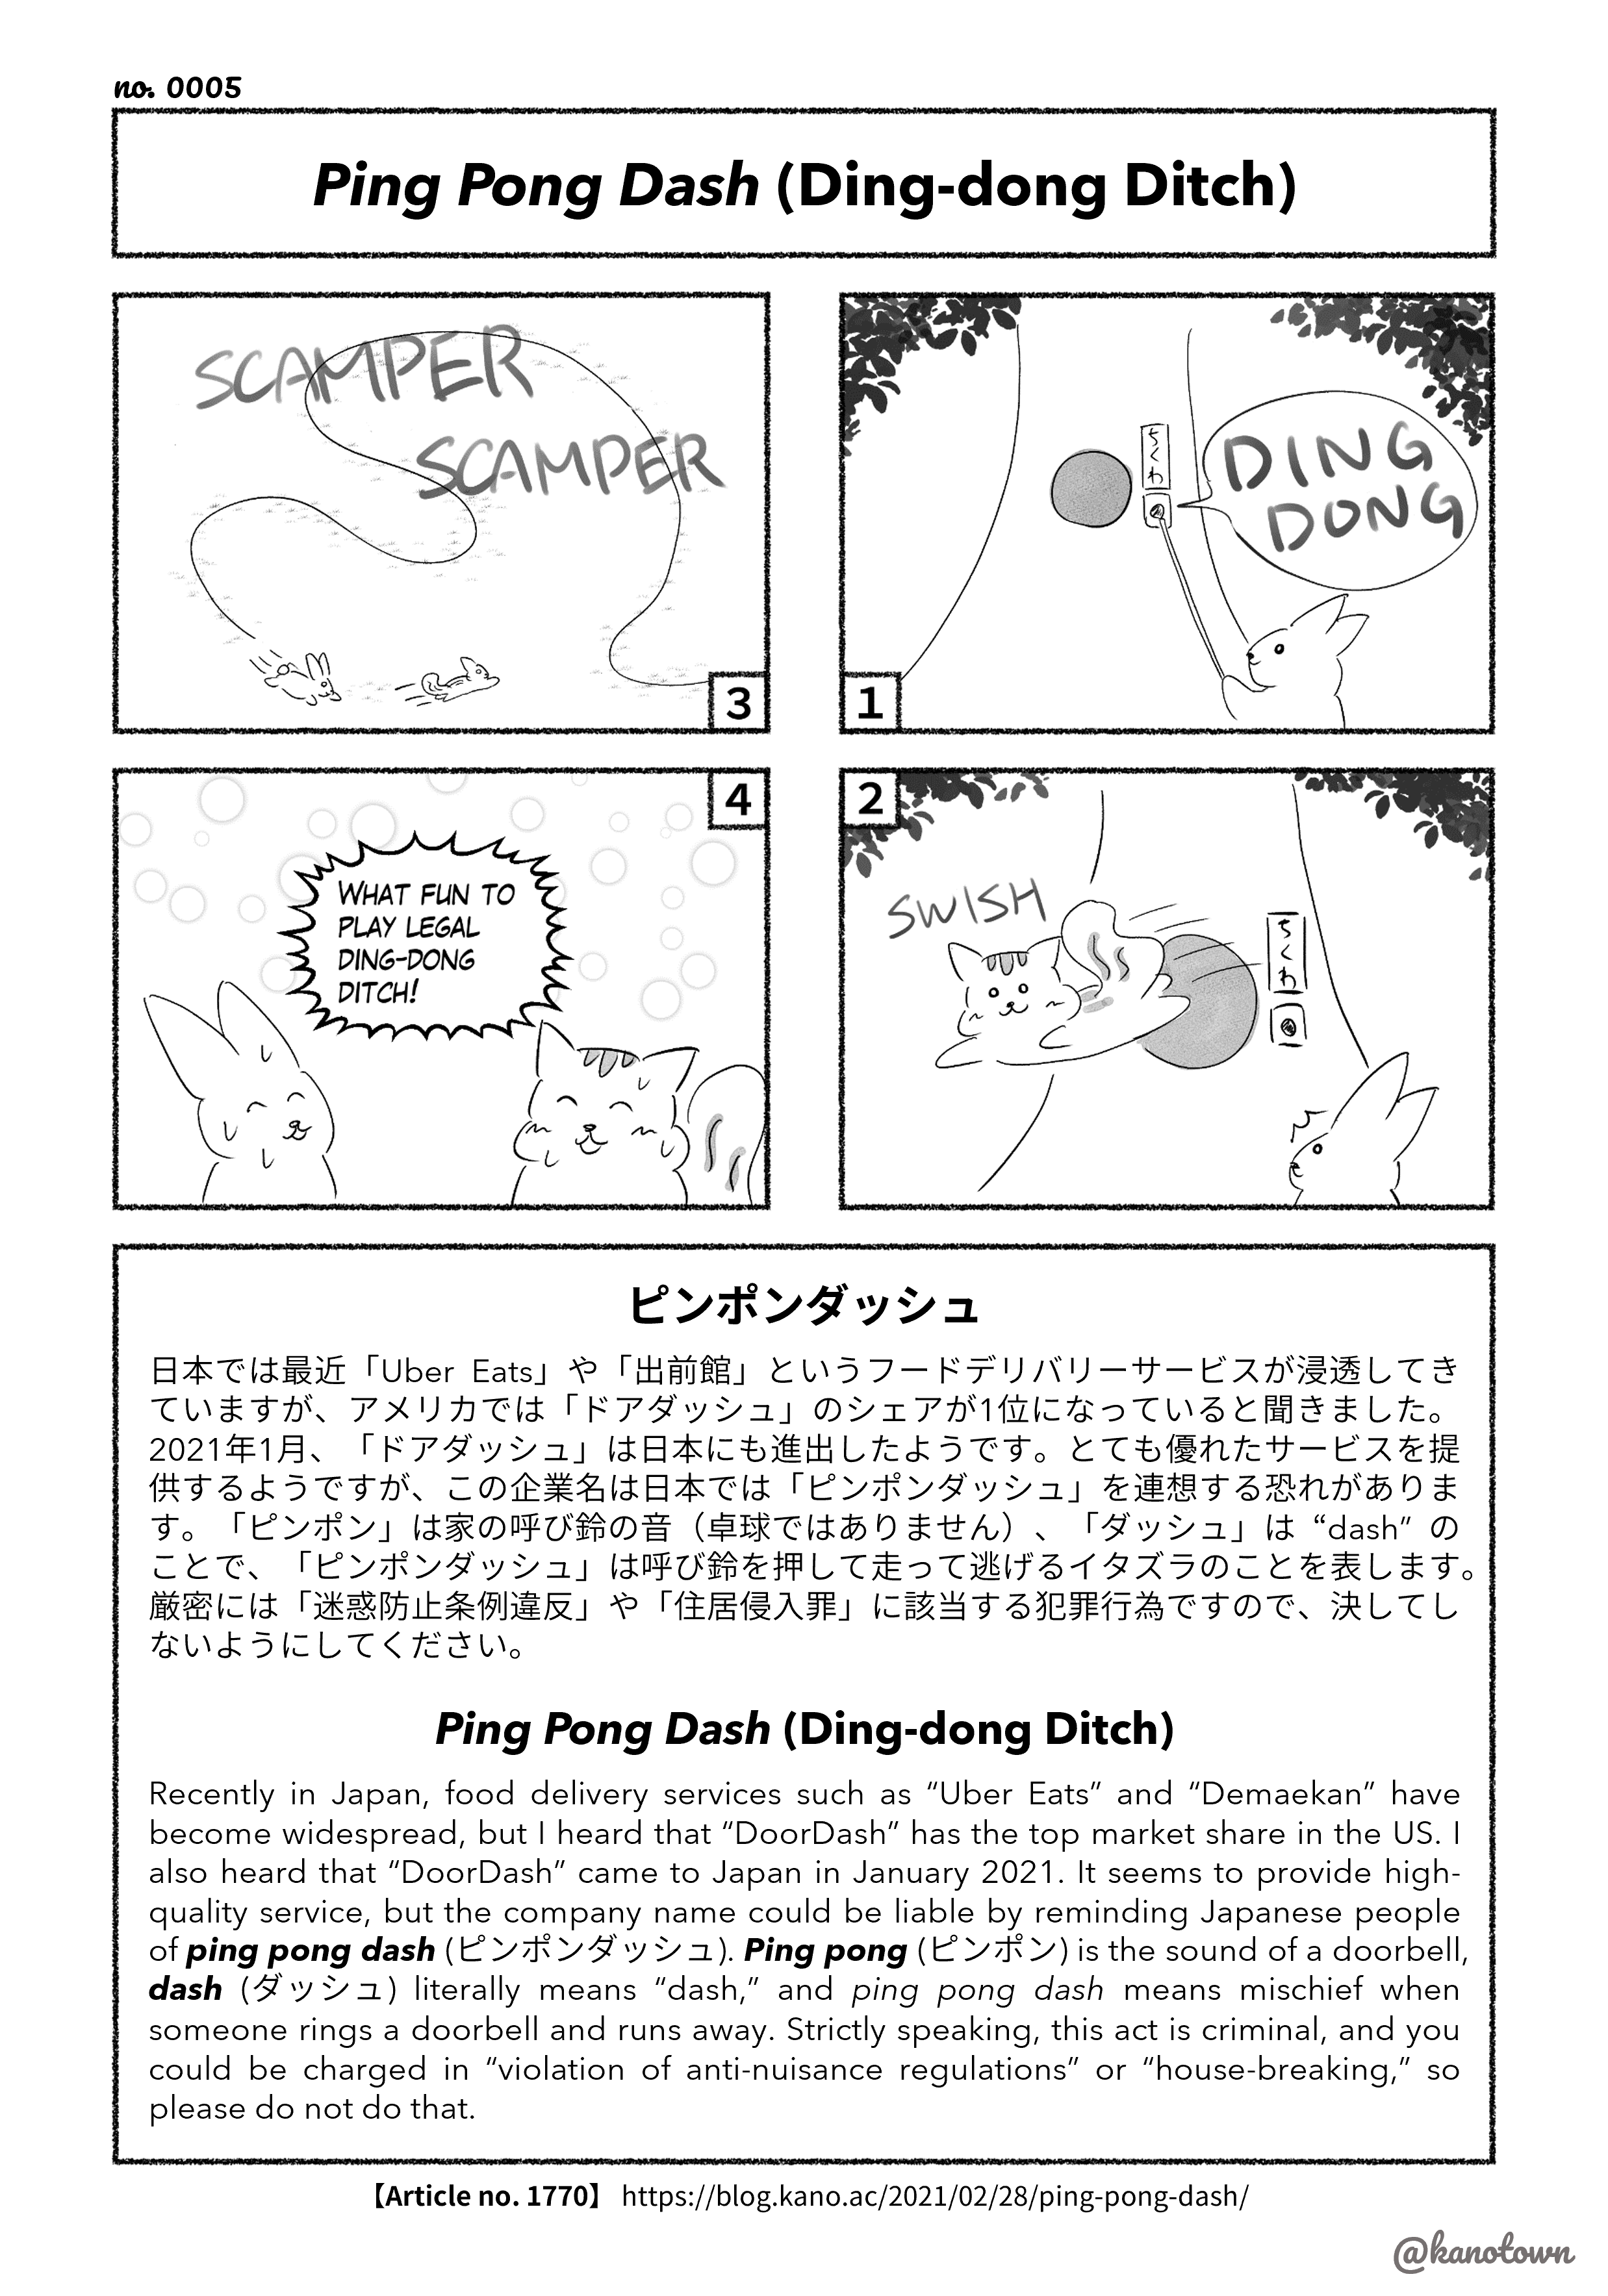 no. 0005
Ping Pong Dash (Ding-dong Ditch)
ちくわ
DING
DONG
1
2
SWISH
ちくわ
SCAMPER
SCAMPER
3
4
WHAT FUN TO
PLAY LEGAL
DING-DONG
DITCH!
ピンポンダッシュ
日本では最近「Uber Eats」や「出前館」というフードデリバリーサービスが浸透してき
ていますが、アメリカでは「ドアダッシュ」のシェアが1位になっていると聞きました。
2021年1月、「ドアダッシュ」は日本にも進出したようです。とても優れたサービスを提
供するようですが、この企業名は日本では「ピンポンダッシュ」を連想する恐れがありま
す。「ピンポン」は家の呼び鈴の音（卓球ではありません）、「ダッシュ」は “dash” の
ことで、「ピンポンダッシュ」は呼び鈴を押して走って逃げるイタズラのことを表します。
厳密には「迷惑防止条例違反」や「住居侵入罪」に該当する犯罪行為ですので、決してし
ないようにしてください。
Ping Pong Dash (Ding-dong Ditch)
Recently in Japan, food delivery services such as “Uber Eats” and “Demaekan” have
become widespread, but I heard that “DoorDash” has the top market share in the US. I
also heard that “DoorDash” came to Japan in January 2021. It seems to provide high-
quality service, but the company name could be liable by reminding Japanese people
of ping pong dash (ピンポンダッシュ). Ping pong (ピンポン) is the sound of a doorbell,
dash (ダッシュ) literally means “dash,” and ping pong dash means mischief when
someone rings a doorbell and runs away. Strictly speaking, this act is criminal, and you
could be charged in “violation of anti-nuisance regulations” or “house-breaking,” so
please do not do that.
【Article no. 1770】 https://blog.kano.ac/2021/02/28/ping-pong-dash/
@kanotown